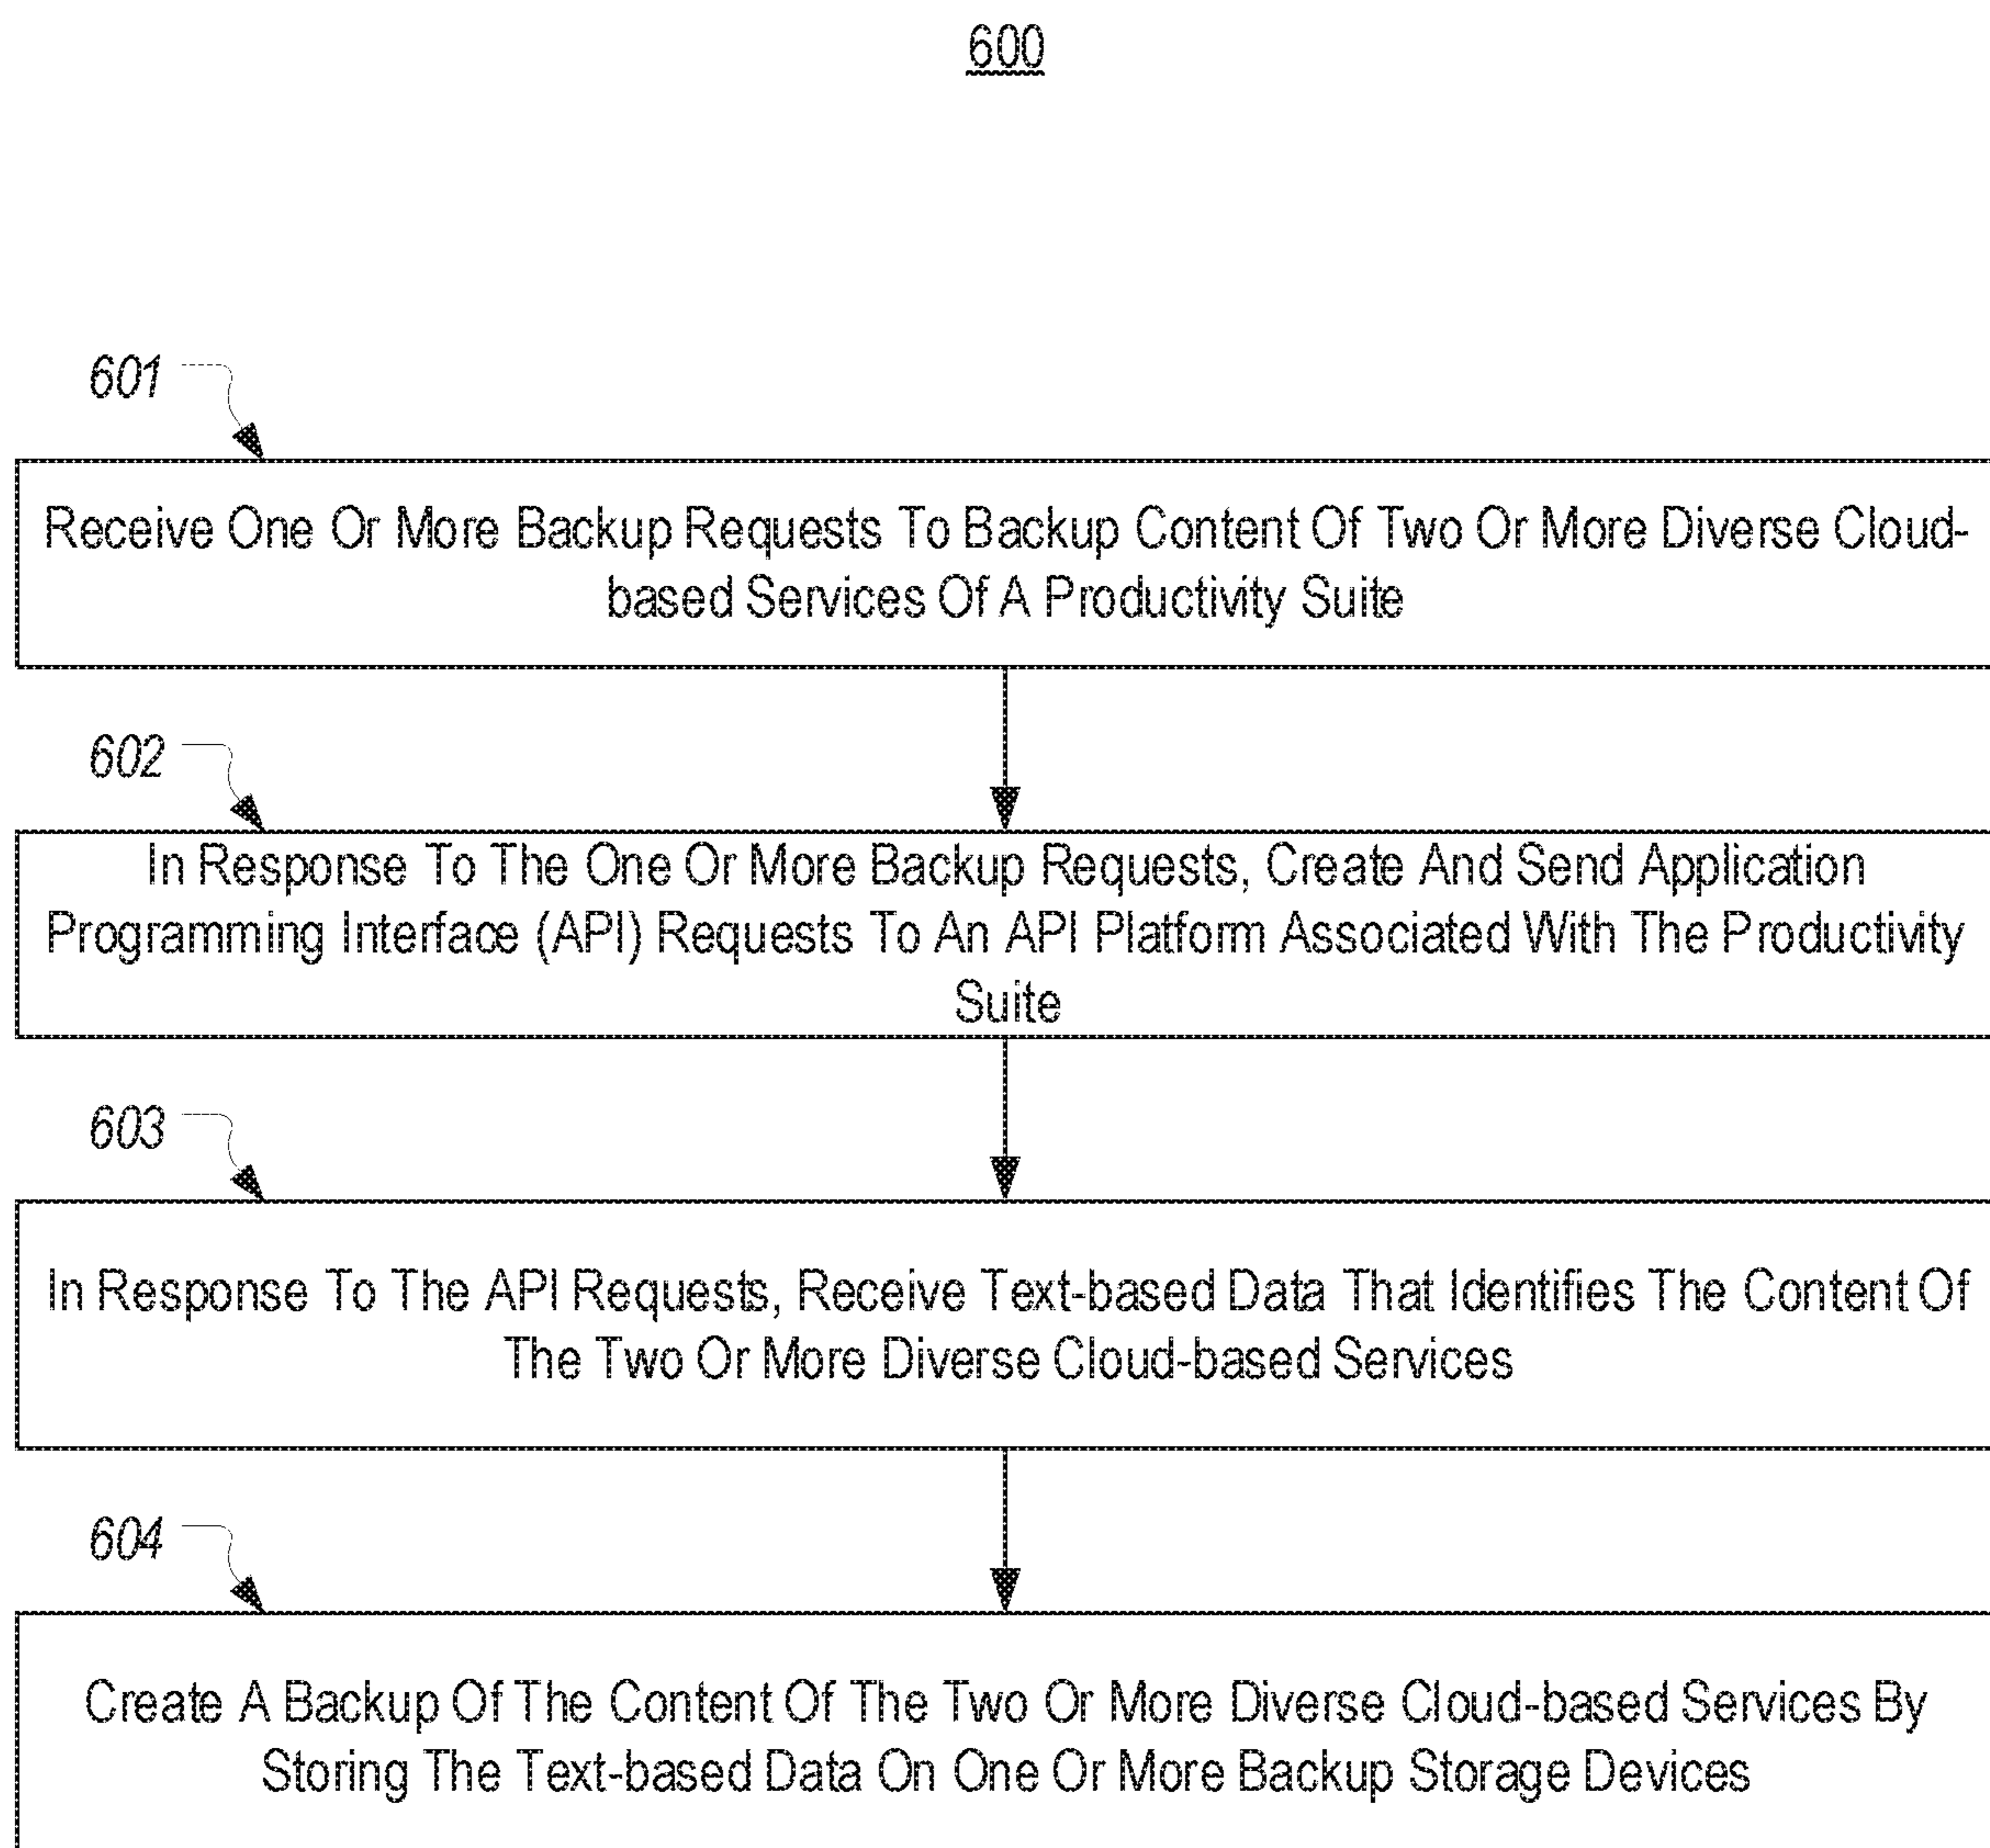 600
601
Receive One Or More Backup Requests To Backup Content Of Two Or More Diverse Cloud-
based Services Of A Productivity Suite
602
In Response To The One Or More Backup Requests, Create And Send Application
Programming Interface (API) Requests To An API Platform Associated With The Productivity
Suite
603
In Response To The API Requests, Receive Text-based Data That Identifies The Content Of
The Two Or More Diverse Cloud-based Services
604
Create A Backup Of The Content Of The Two Or More Diverse Cloud-based Services By
Storing The Text-based Data On One Or More Backup Storage Devices